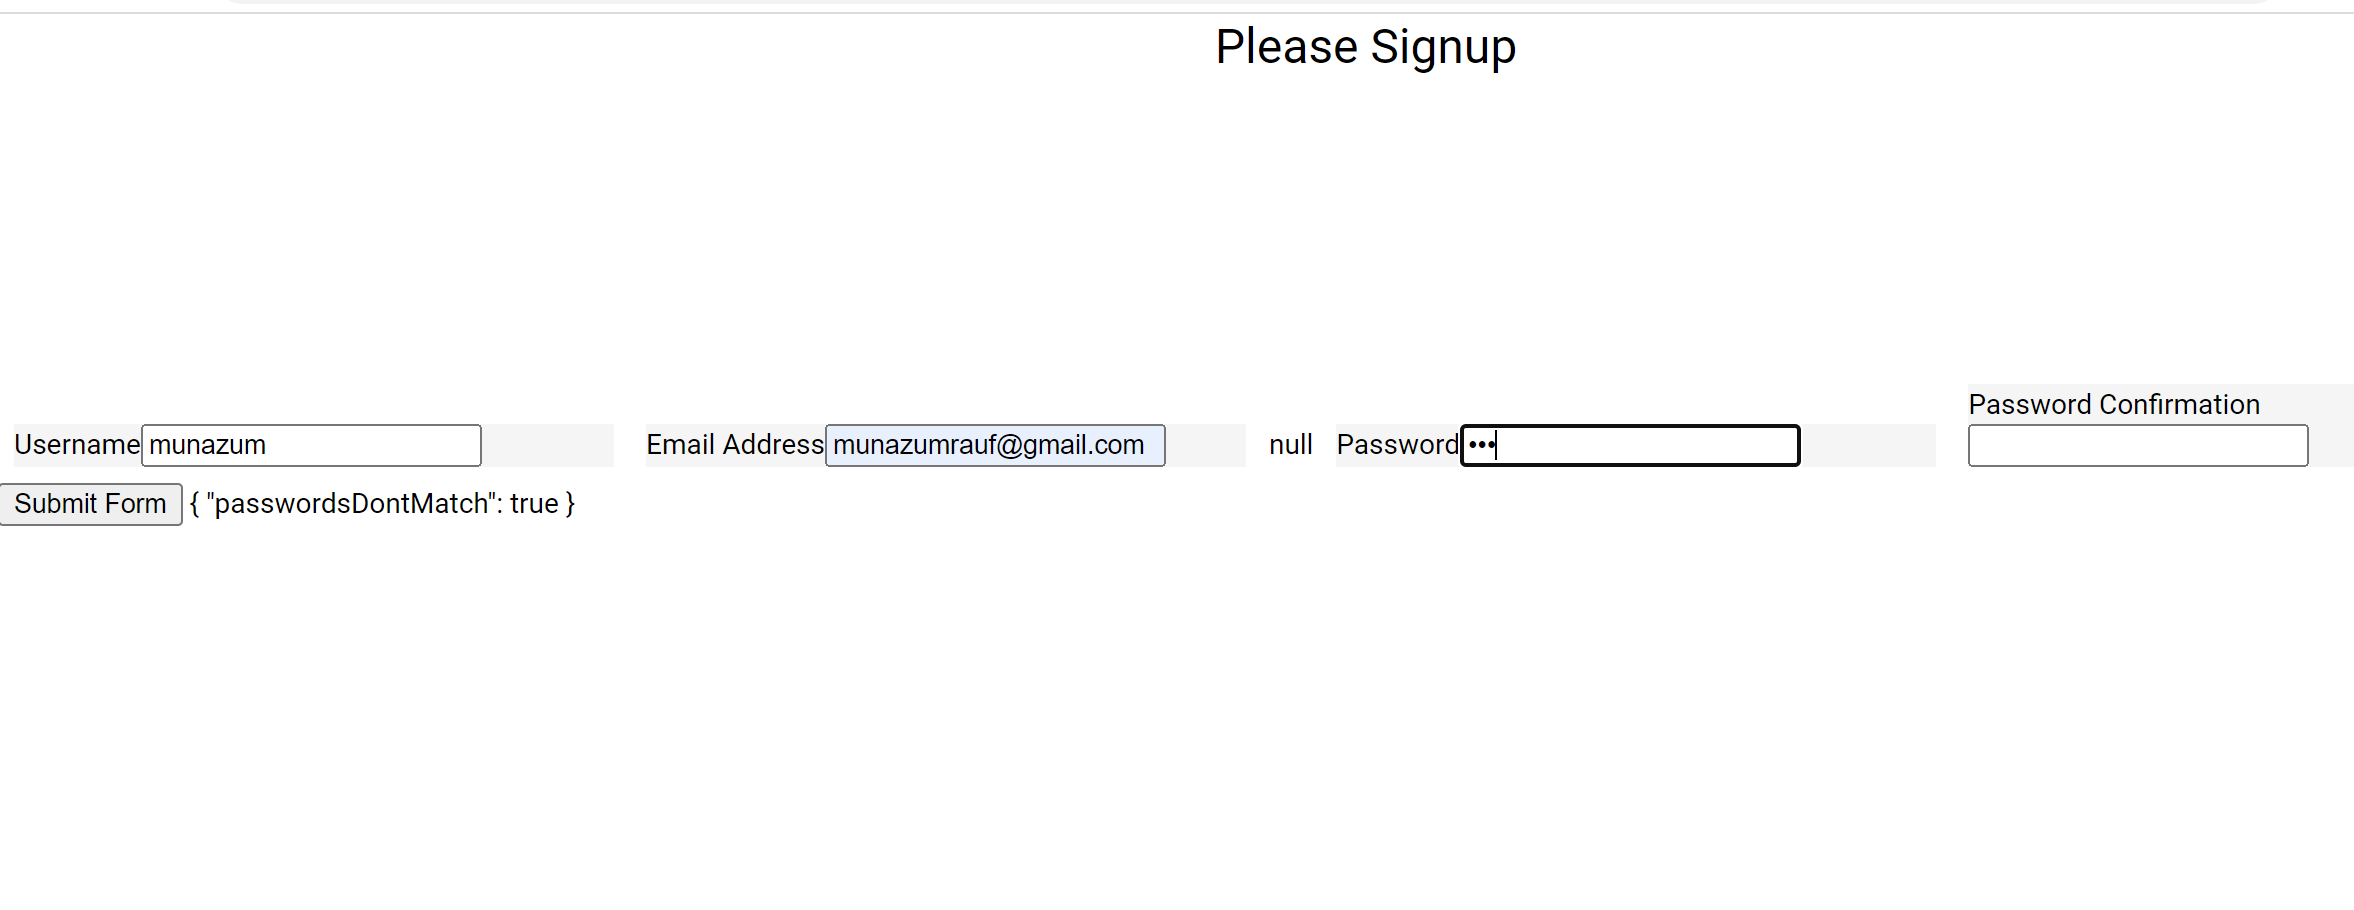 Please Signup
Password Confirmation
Username munazum Email Address munazumrauf@gmail.com null Password •••
Submit Form { "passwordsDontMatch": true }